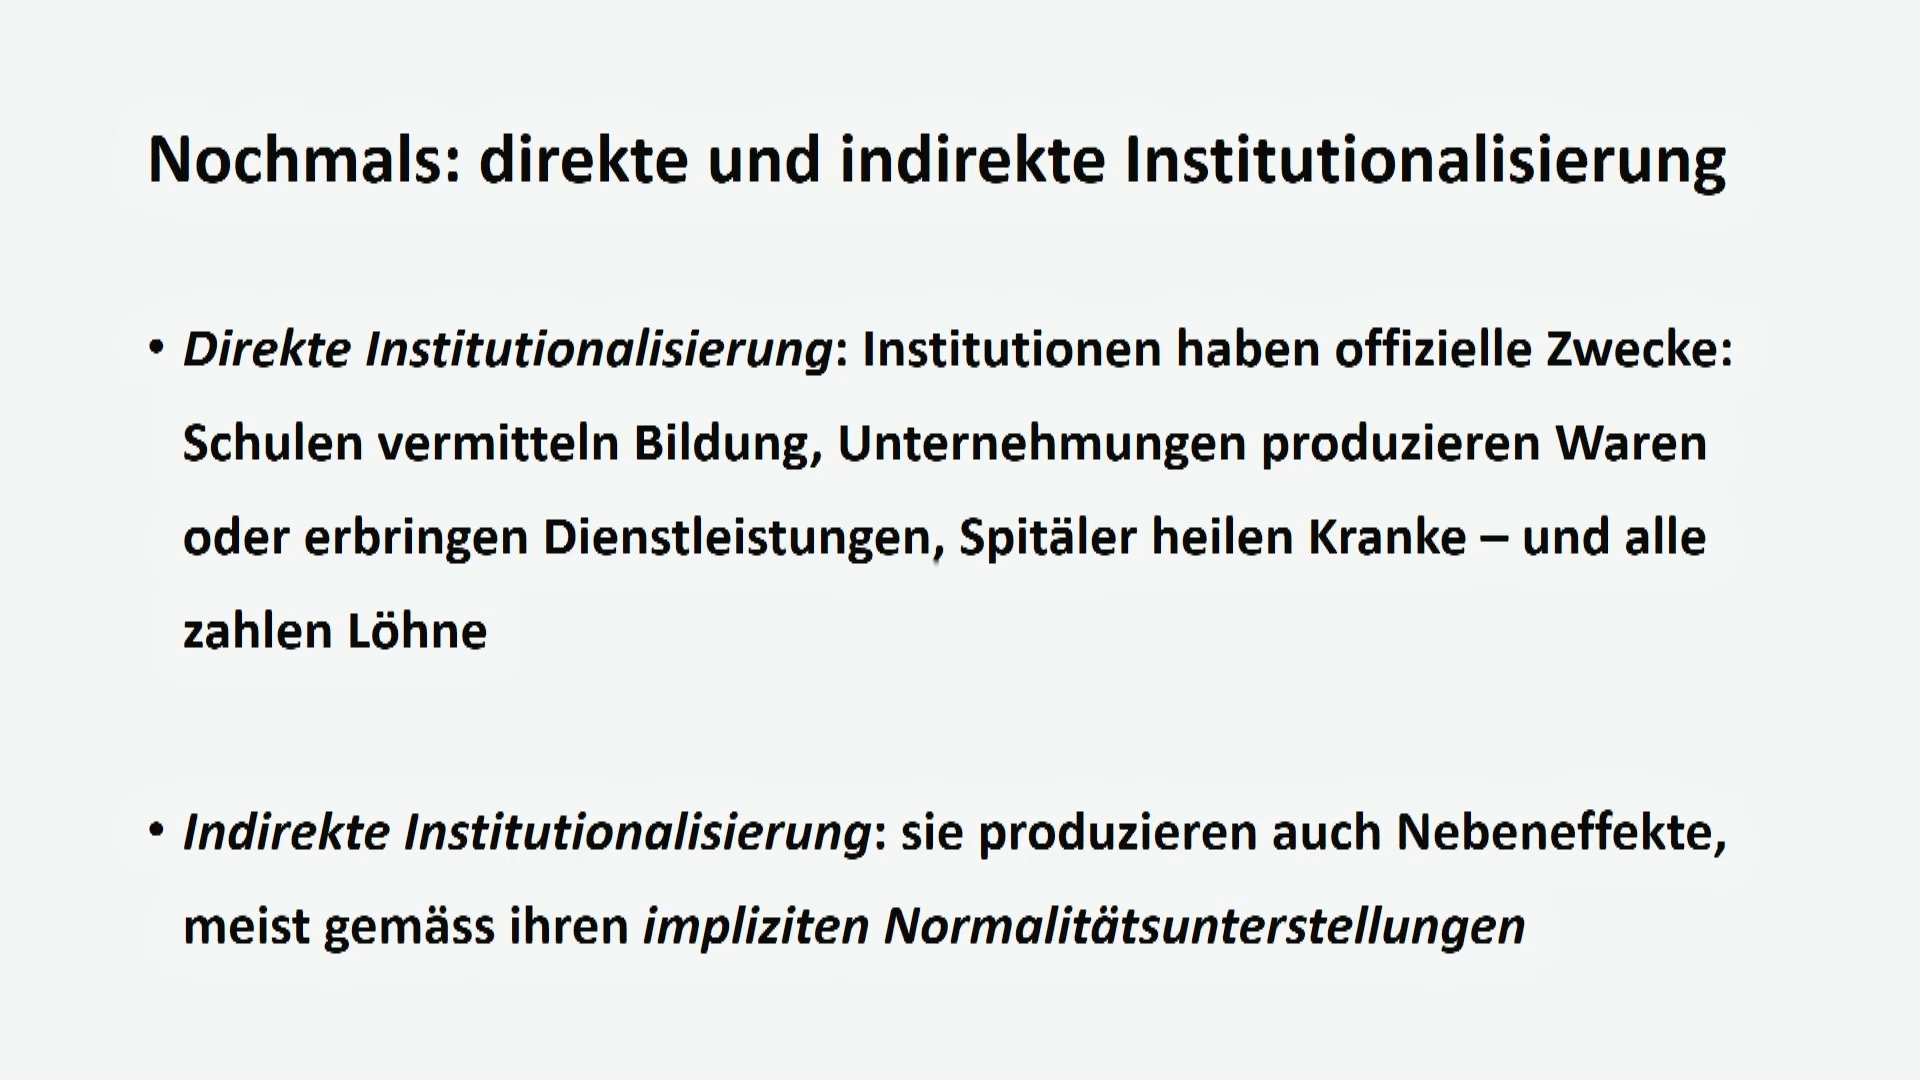 Nochmals: direkte und indirekte Institutionalisierung
• Direkte Institutionalisierung: Institutionen haben offizielle Zwecke:
Schulen vermitteln Bildung, Unternehmungen produzieren Waren
oder erbringen Dienstleistungen, Spitäler heilen Kranke – und alle
zahlen Löhne
• Indirekte Institutionalisierung: sie produzieren auch Nebeneffekte,
meist gemäss ihren impliziten Normalitätsunterstellungen